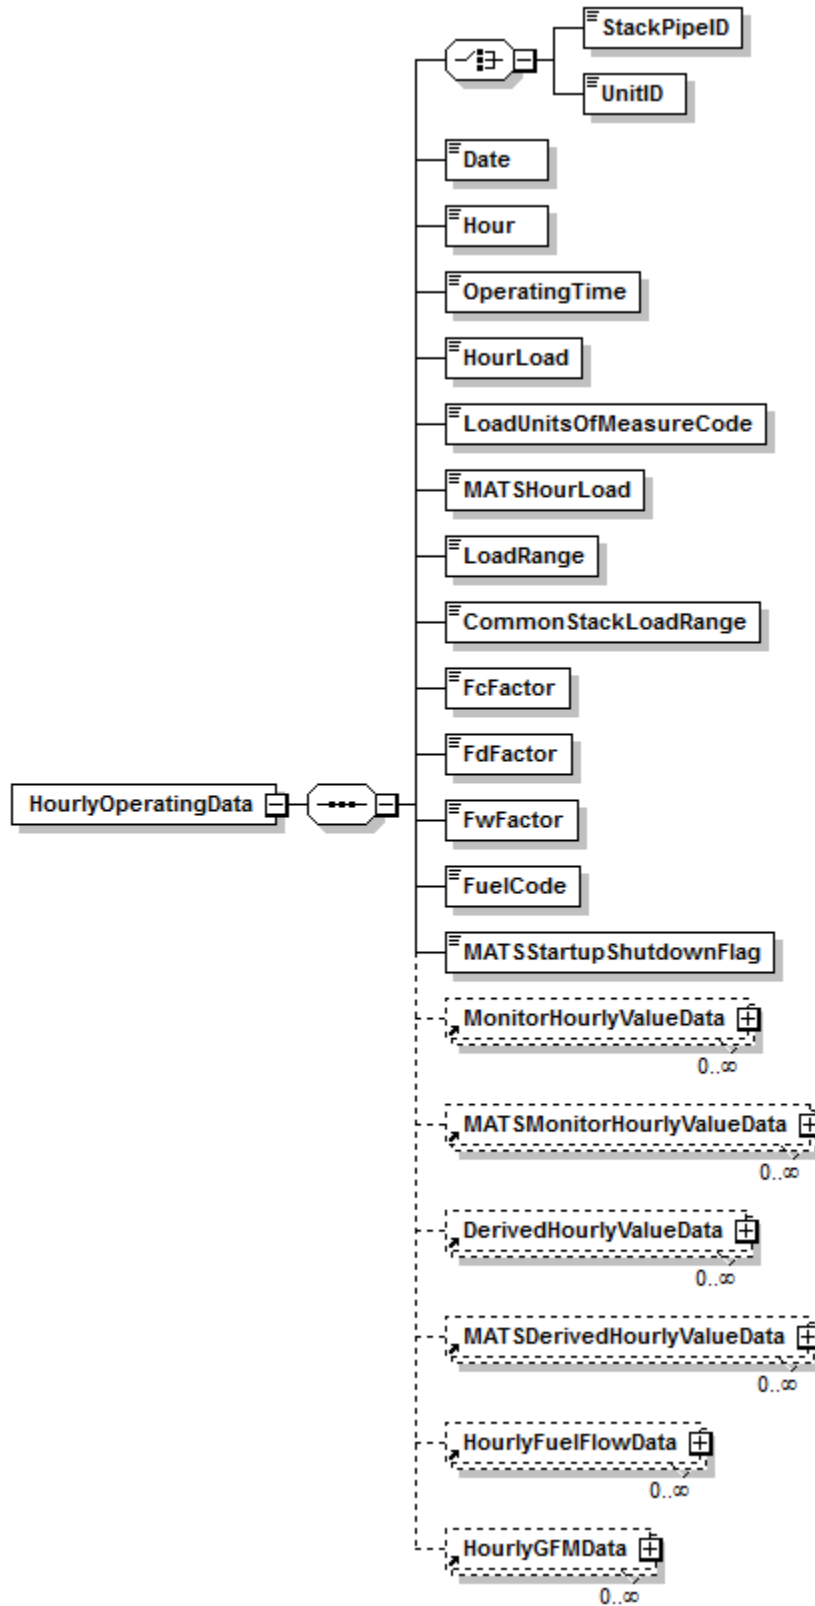 StackPipeID
UnitID
Date
Hour
OperatingTime
HourLoad
LoadUnitsOfMeasureCode
MATSHourLoad
LoadRange
CommonStackLoadRange
FcFactor
FdFactor
HourlyOperatingData
FwFactor
FuelCode
MATSStartupShutdownFlag
MonitorHourlyValueData
0..∞
MATSMonitorHourlyValueData
0..∞
DerivedHourlyValueData
0..∞
MATSDerivedHourlyValueData
0..∞
HourlyFuelFlowData
0..∞
HourlyGFMData
0..∞